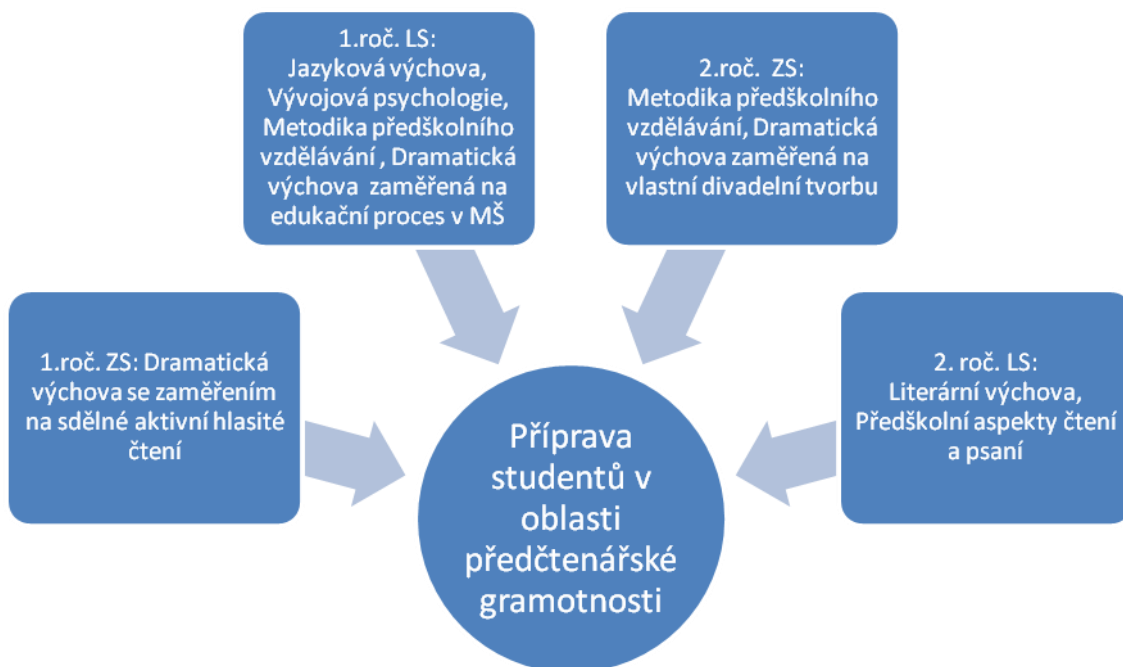 1.roč. LS:
Jazyková výchova,
Vývojová psychologie,
Metodika předškolního
vzdělávání , Dramatická
výchova zaměřená na
edukační proces v MŠ
2.roč. ZS:
Metodika předškolního
vzdělávání, Dramatická
výchova zaměřená na
vlastní divadelní tvorbu
1.roč. ZS: Dramatická
výchova se zaměřením
na sdělné aktivní hlasité
čtení
2. roč. LS:
Literární výchova,
Předškolní aspekty čtení
a psaní
Příprava
studentů v
oblasti
předčtenářské
gramotnosti